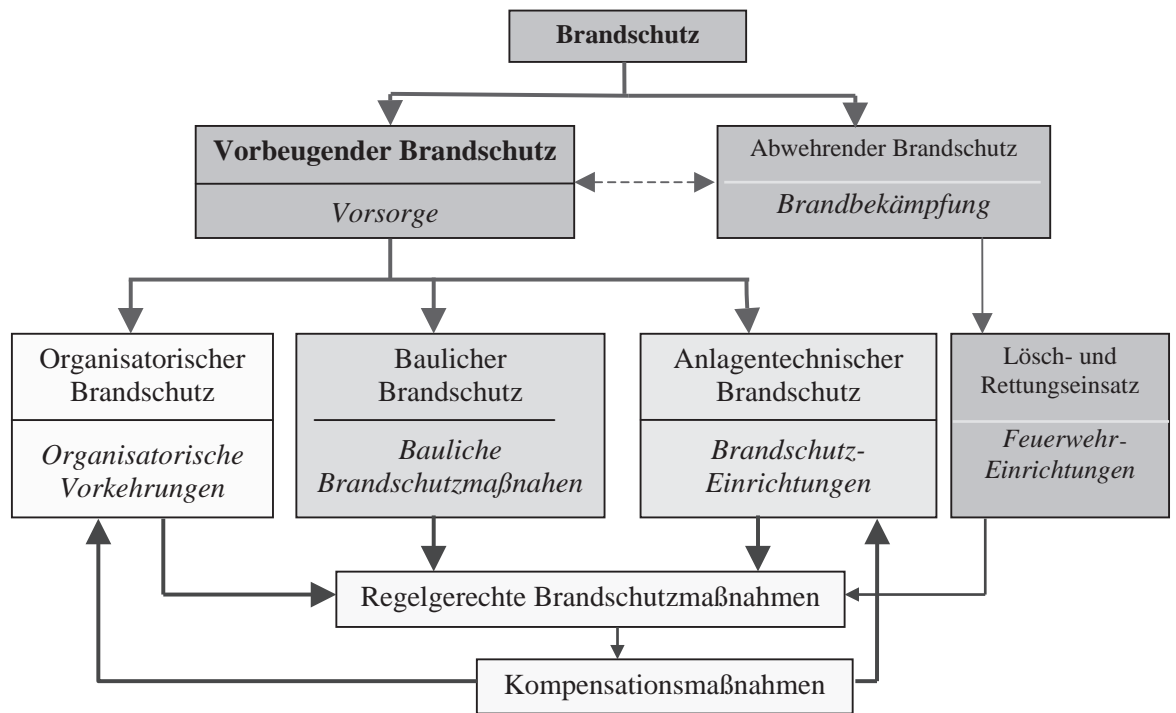 Brandschutz
Vorbeugender Brandschutz
Vorsorge
Abwehrender Brandschutz
Brandbekämpfung
Organisatorischer
Brandschutz
Organisatorische
Vorkehrungen
Baulicher
Brandschutz
Bauliche
Brandschutzmaßnahen
Anlagentechnischer
Brandschutz
Brandschutz-
Einrichtungen
Lösch- und
Rettungseinsatz
Feuerwehr-
Einrichtungen
Regelgerechte Brandschutzmaßnahmen
Kompensationsmaßnahmen